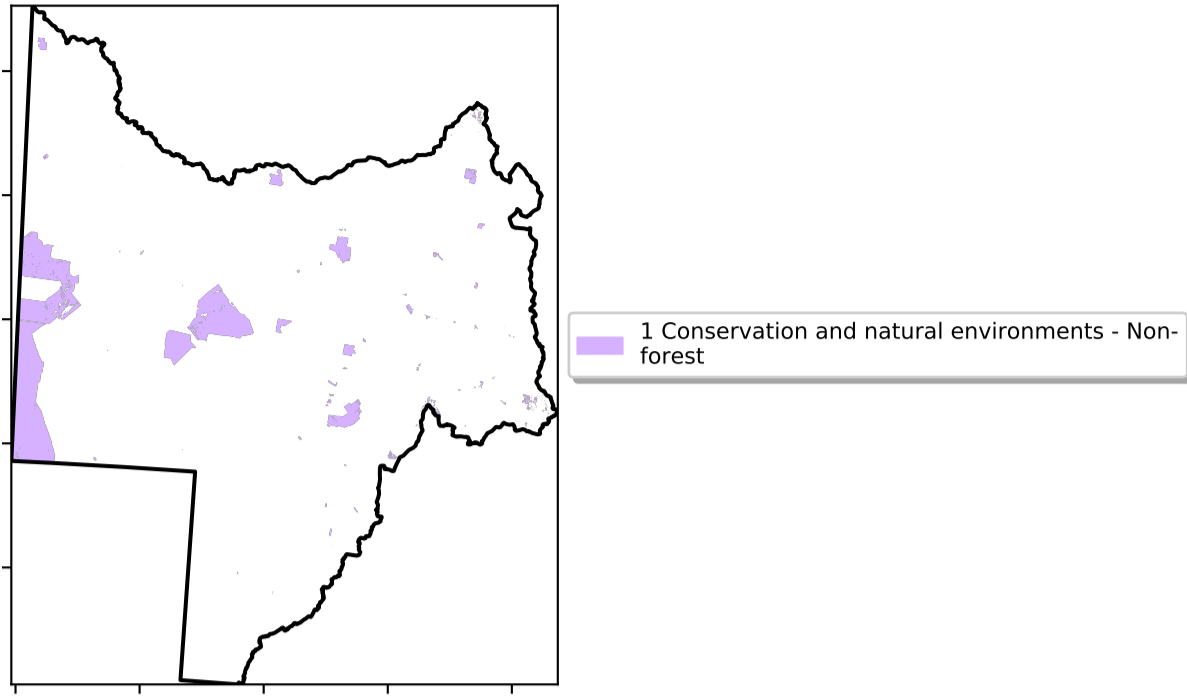 1 Conservation and natural environments - Non-
forest